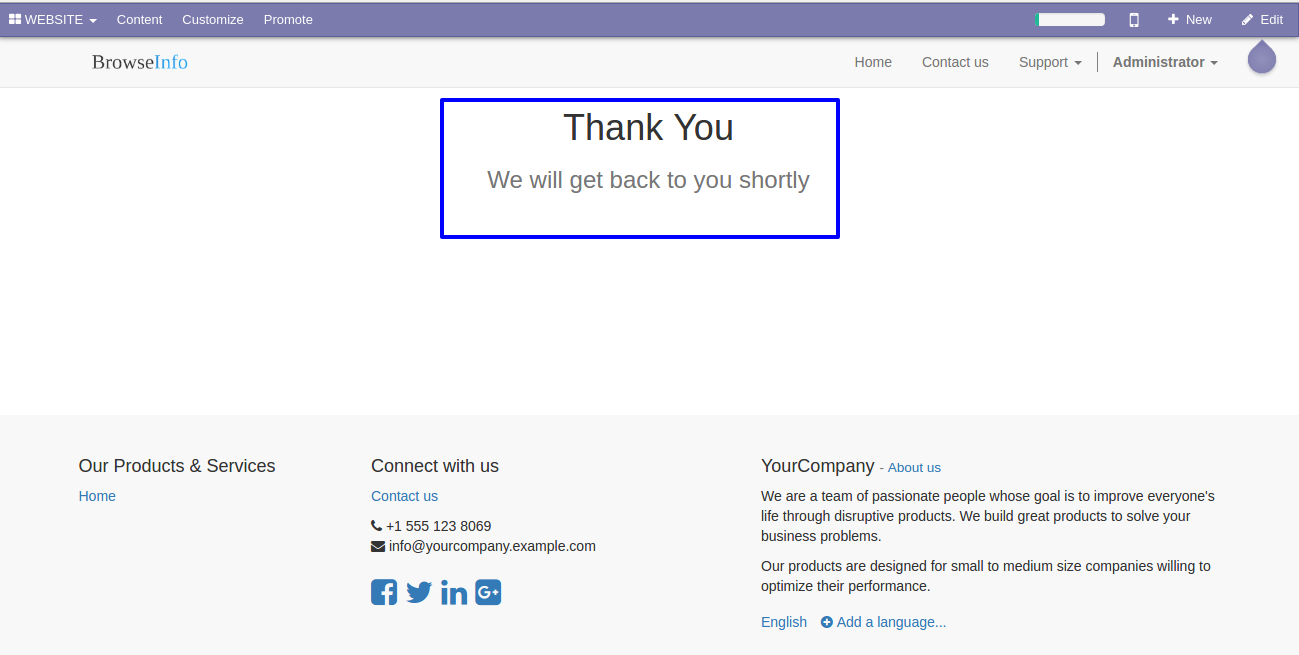 WEBSITE Content Customize Promote New Edit
BrowseInfo Home Contact us Support Administrator
Thank You
We will get back to you shortly
Our Products & Services
Home
Connect with us
Contact us
+1 555 123 8069
info@yourcompany.example.com
YourCompany - About us
We are a team of passionate people whose goal is to improve everyone's
life through disruptive products. We build great products to solve your
business problems.
Our products are designed for small to medium size companies willing to
optimize their performance.
English Add a language...